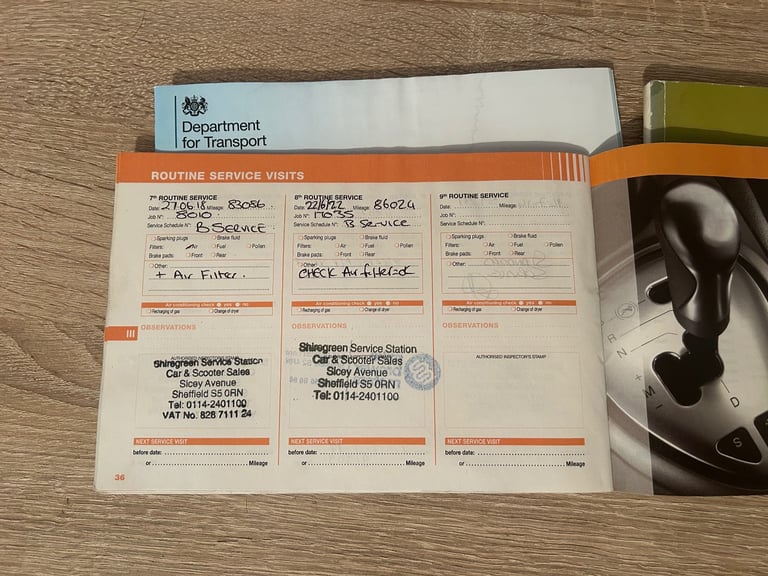 Department
for Transport
ROUTINE SERVICE VISITS
7th ROUTINE SERVICE
Date: 27.06.18 Mileage: 83086
Job N°: 8010
Service Schedule N°: B SERVICE
Sparking plugs Brake fluid
Filters: Air Fuel Pollen
Brake pads: Front Rear
Other:
+ Air Filter.
Air conditioning check yes no
Recharging of gas Change of dryer
OBSERVATIONS
AUTHORISED INSPECTOR'S STAMP
Shiregreen Service Station
Car & Scooter Sales
Sicey Avenue
Sheffield S5 0RN
Tel: 0114-2401100
VAT No. 828 7111 24
NEXT SERVICE VISIT
before date:
or Mileage
8th ROUTINE SERVICE
Date: 22/6/22 Mileage: 86024
Job N°: 17035
Service Schedule N°: B Service
Sparking plugs Brake fluid
Filters: Air Fuel Pollen
Brake pads: Front Rear
Other:
CHECK Air filter=ok
Air conditioning check yes no
Recharging of gas Change of dryer
OBSERVATIONS
Shiregreen Service Station
Car & Scooter Sales
Sicey Avenue
Sheffield S5 0RN
Tel: 0114-2401100
NEXT SERVICE VISIT
before date:
or Mileage
9th ROUTINE SERVICE
Date: Mileage:
Job N°:
Service Schedule N°:
Sparking plugs Brake fluid
Filters: Air Fuel Pollen
Brake pads: Front Rear
Other:
Air conditioning check yes no
Recharging of gas Change of dryer
OBSERVATIONS
AUTHORISED INSPECTOR'S STAMP
NEXT SERVICE VISIT
before date:
or Mileage
III
36
R
N
+
M
-
D
S